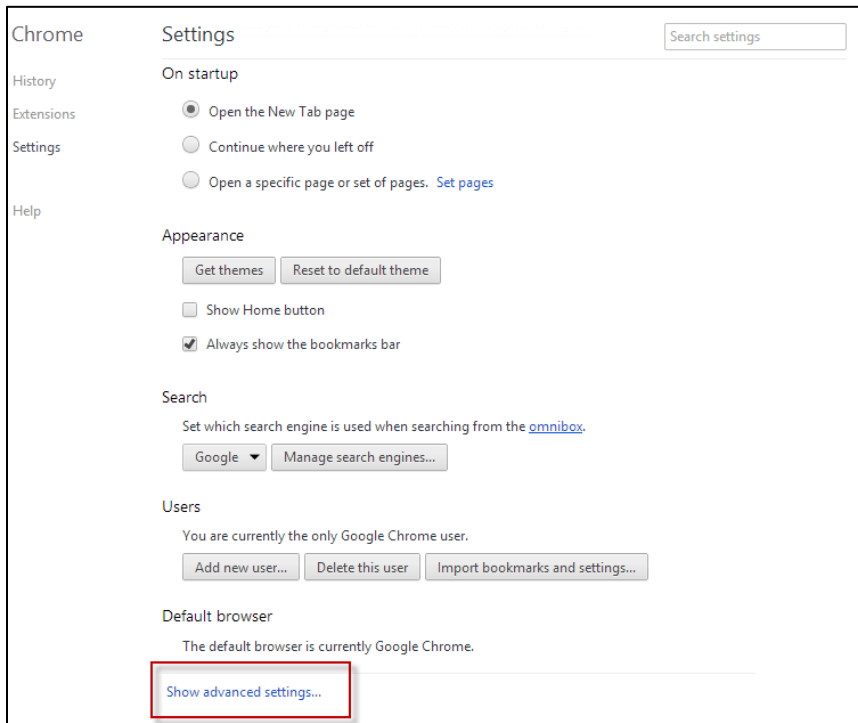 Chrome
Settings
Search settings
History
Extensions
Settings
Help
On startup
Open the New Tab page
Continue where you left off
Open a specific page or set of pages. Set pages
Appearance
Get themes
Reset to default theme
Show Home button
Always show the bookmarks bar
Search
Set which search engine is used when searching from the omnibox.
Google
Manage search engines...
Users
You are currently the only Google Chrome user.
Add new user...
Delete this user
Import bookmarks and settings...
Default browser
The default browser is currently Google Chrome.
Show advanced settings...